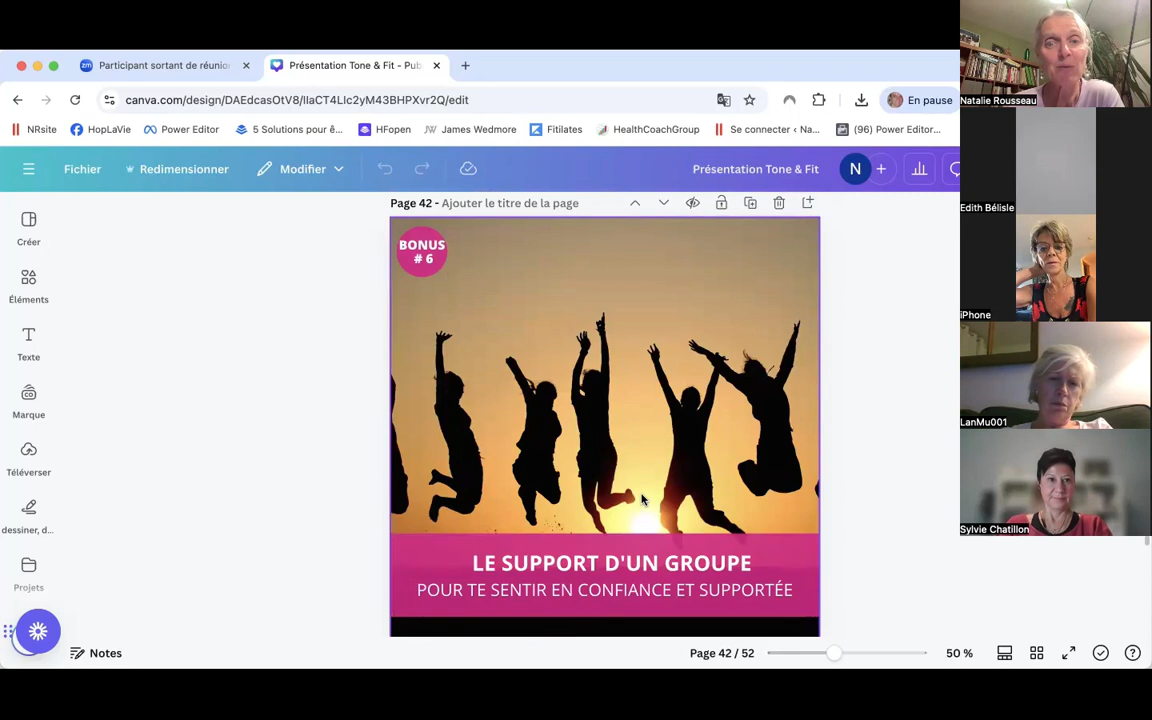 Participant sortant de réunion
Présentation Tone & Fit - Pub
canva.com/design/DAEdcasOtV8/IIaCT4LIc2yM43BHPXvr2Q/edit
En pause
NRsite
HopLaVie
Power Editor
5 Solutions pour ê...
HFopen
James Wedmore
Fitilates
HealthCoachGroup
Se connecter ‹ Na...
(96) Power Editor...
Fichier
Redimensionner
Modifier
Présentation Tone & Fit
N
Page 42 - Ajouter le titre de la page
Créer
Éléments
Texte
Marque
Téléverser
dessiner, d...
Projets
BONUS
# 6
LE SUPPORT D'UN GROUPE
POUR TE SENTIR EN CONFIANCE ET SUPPORTÉE
Notes
Page 42 / 52
50 %
Natalie Rousseau
Edith Bélisle
iPhone
LanMu001
Sylvie Chatillon